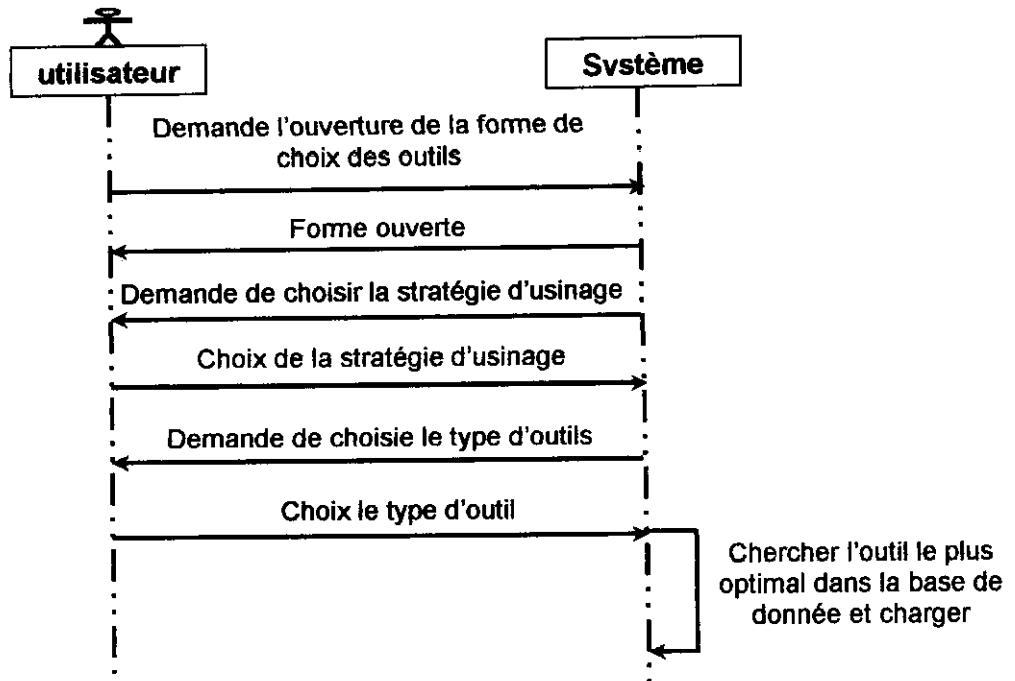 utilisateur
Système
Demande l'ouverture de la forme de
choix des outils
Forme ouverte
Demande de choisir la stratégie d'usinage
Choix de la stratégie d'usinage
Demande de choisie le type d'outils
Choix le type d'outil
Chercher l'outil le plus
optimal dans la base de
donnée et charger